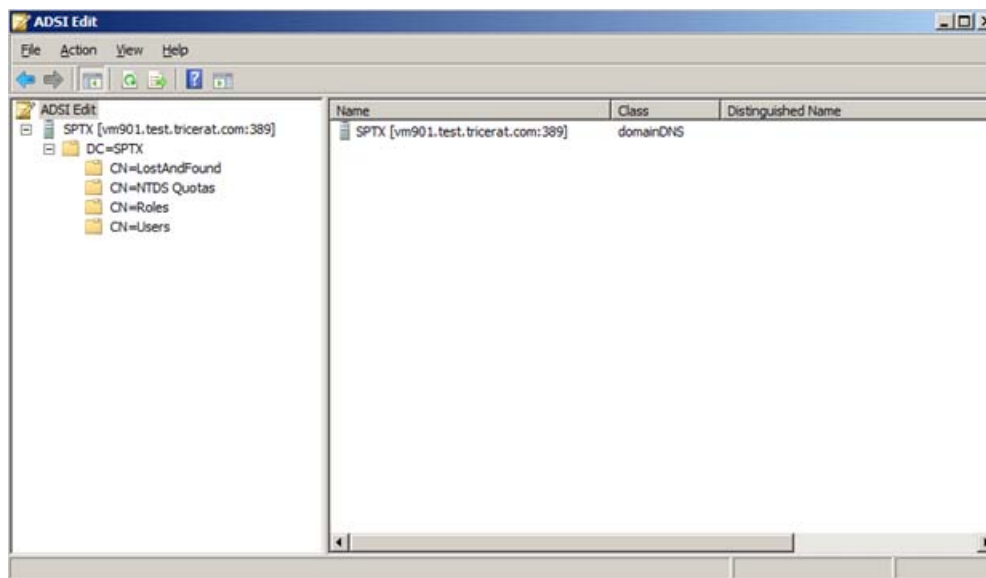 ADSI Edit
File Action View Help
ADSI Edit
SPTX [vm901.test.tricerat.com:389]
DC=SPTX
CN=LostAndFound
CN=NTDS Quotas
CN=Roles
CN=Users
Name Class Distinguished Name
SPTX [vm901.test.tricerat.com:389] domainDNS